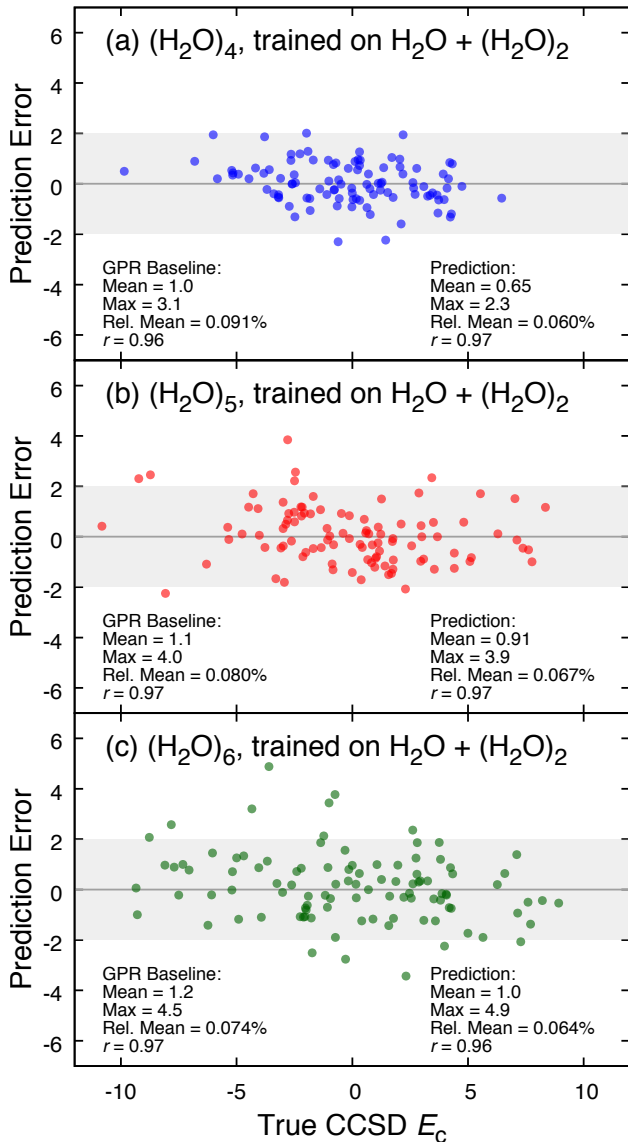 (a) (H2O)4, trained on H2O + (H2O)2
Prediction Error
6
4
2
0
-2
-4
-6
GPR Baseline:
Mean = 1.0
Max = 3.1
Rel. Mean = 0.091%
r = 0.96
Prediction:
Mean = 0.65
Max = 2.3
Rel. Mean = 0.060%
r = 0.97
(b) (H2O)5, trained on H2O + (H2O)2
Prediction Error
6
4
2
0
-2
-4
-6
GPR Baseline:
Mean = 1.1
Max = 4.0
Rel. Mean = 0.080%
r = 0.97
Prediction:
Mean = 0.91
Max = 3.9
Rel. Mean = 0.067%
r = 0.97
(c) (H2O)6, trained on H2O + (H2O)2
Prediction Error
6
4
2
0
-2
-4
-6
GPR Baseline:
Mean = 1.2
Max = 4.5
Rel. Mean = 0.074%
r = 0.97
Prediction:
Mean = 1.0
Max = 4.9
Rel. Mean = 0.064%
r = 0.96
-10 -5 0 5 10
True CCSD Ec